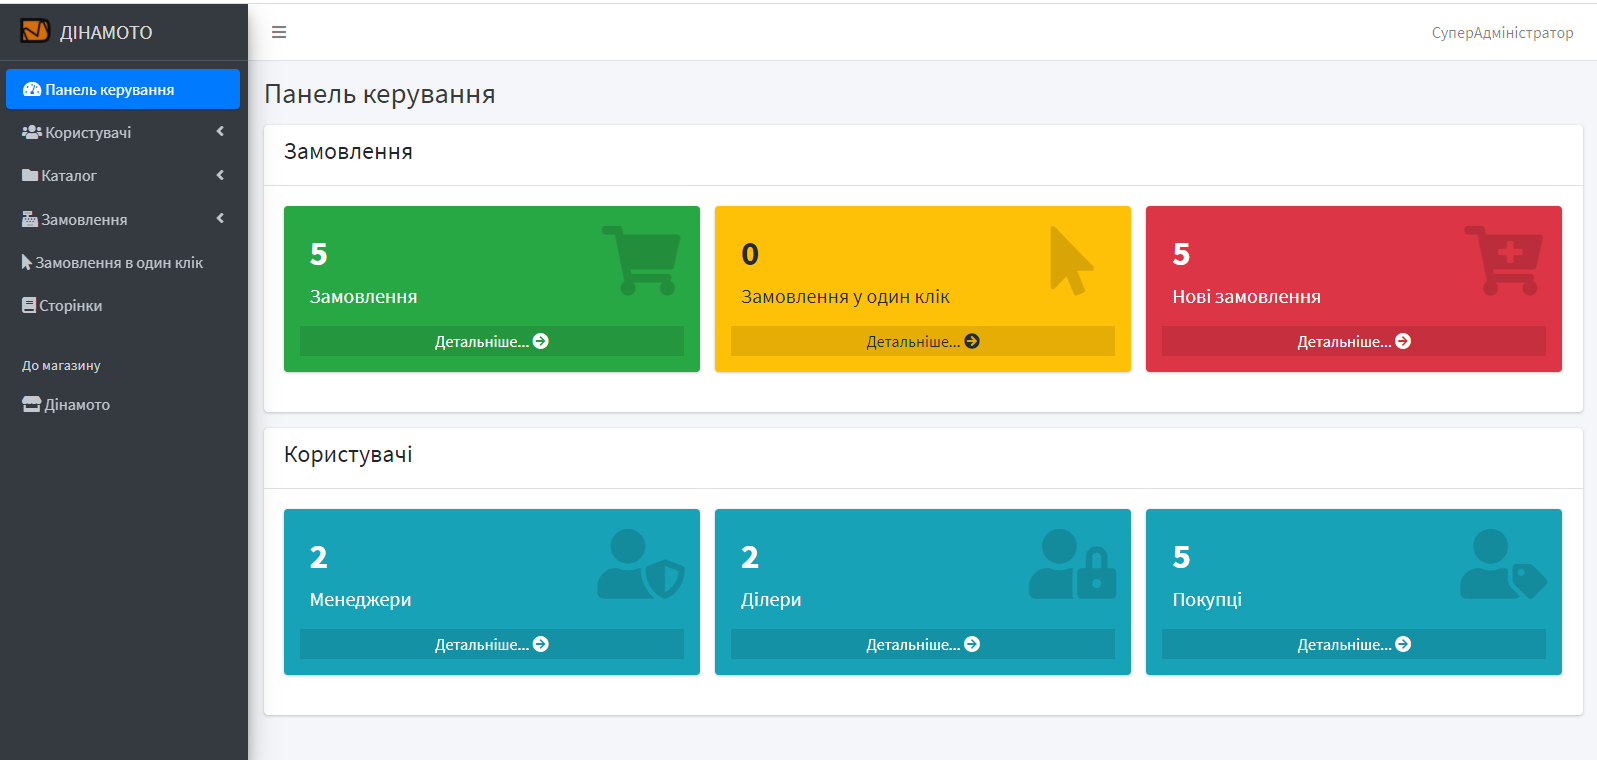 ДІНАМОТО
СуперАдміністратор
Панель керування
Користувачі
Каталог
Замовлення
Замовлення в один клік
Сторінки
До магазину
Дінамото
Панель керування
Замовлення
5
Замовлення
Детальніше...
0
Замовлення у один клік
Детальніше...
5
Нові замовлення
Детальніше...
Користувачі
2
Менеджери
Детальніше...
2
Ділери
Детальніше...
5
Покупці
Детальніше...